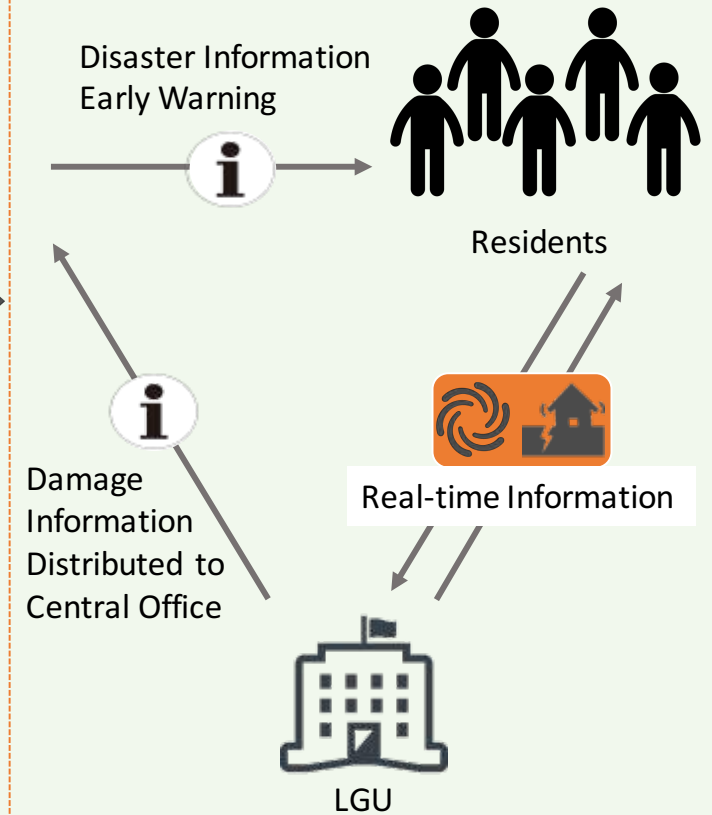 Disaster Information
Early Warning
Residents
Real-time Information
Damage
Information
Distributed to
Central Office
LGU